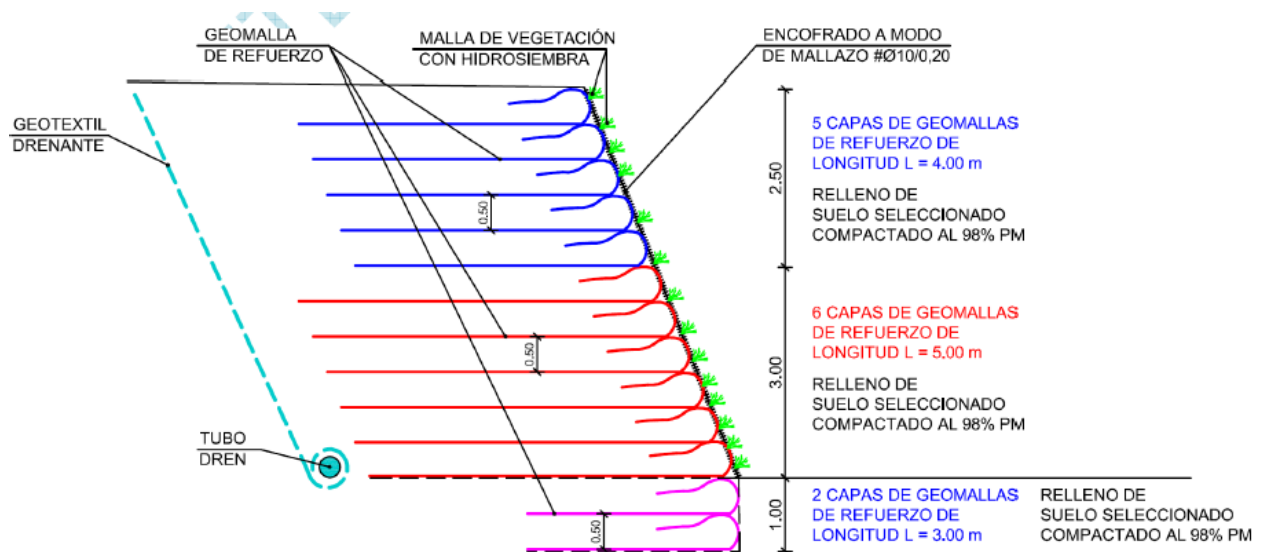 GEOMALLA
DE REFUERZO
MALLA DE VEGETACIÓN
CON HIDROSIEMBRA
ENCOFRADO A MODO
DE MALLAZO #Ø10/0,20
GEOTEXTIL
DRENANTE
5 CAPAS DE GEOMALLAS
DE REFUERZO DE
LONGITUD L = 4.00 m
2.50
RELLENO DE
SUELO SELECCIONADO
COMPACTADO AL 98% PM
0.50
6 CAPAS DE GEOMALLAS
DE REFUERZO DE
LONGITUD L = 5.00 m
0.50
3.00
RELLENO DE
SUELO SELECCIONADO
COMPACTADO AL 98% PM
TUBO
DREN
2 CAPAS DE GEOMALLAS
DE REFUERZO DE
LONGITUD L = 3.00 m
RELLENO DE
SUELO SELECCIONADO
COMPACTADO AL 98% PM
1.00
0.50